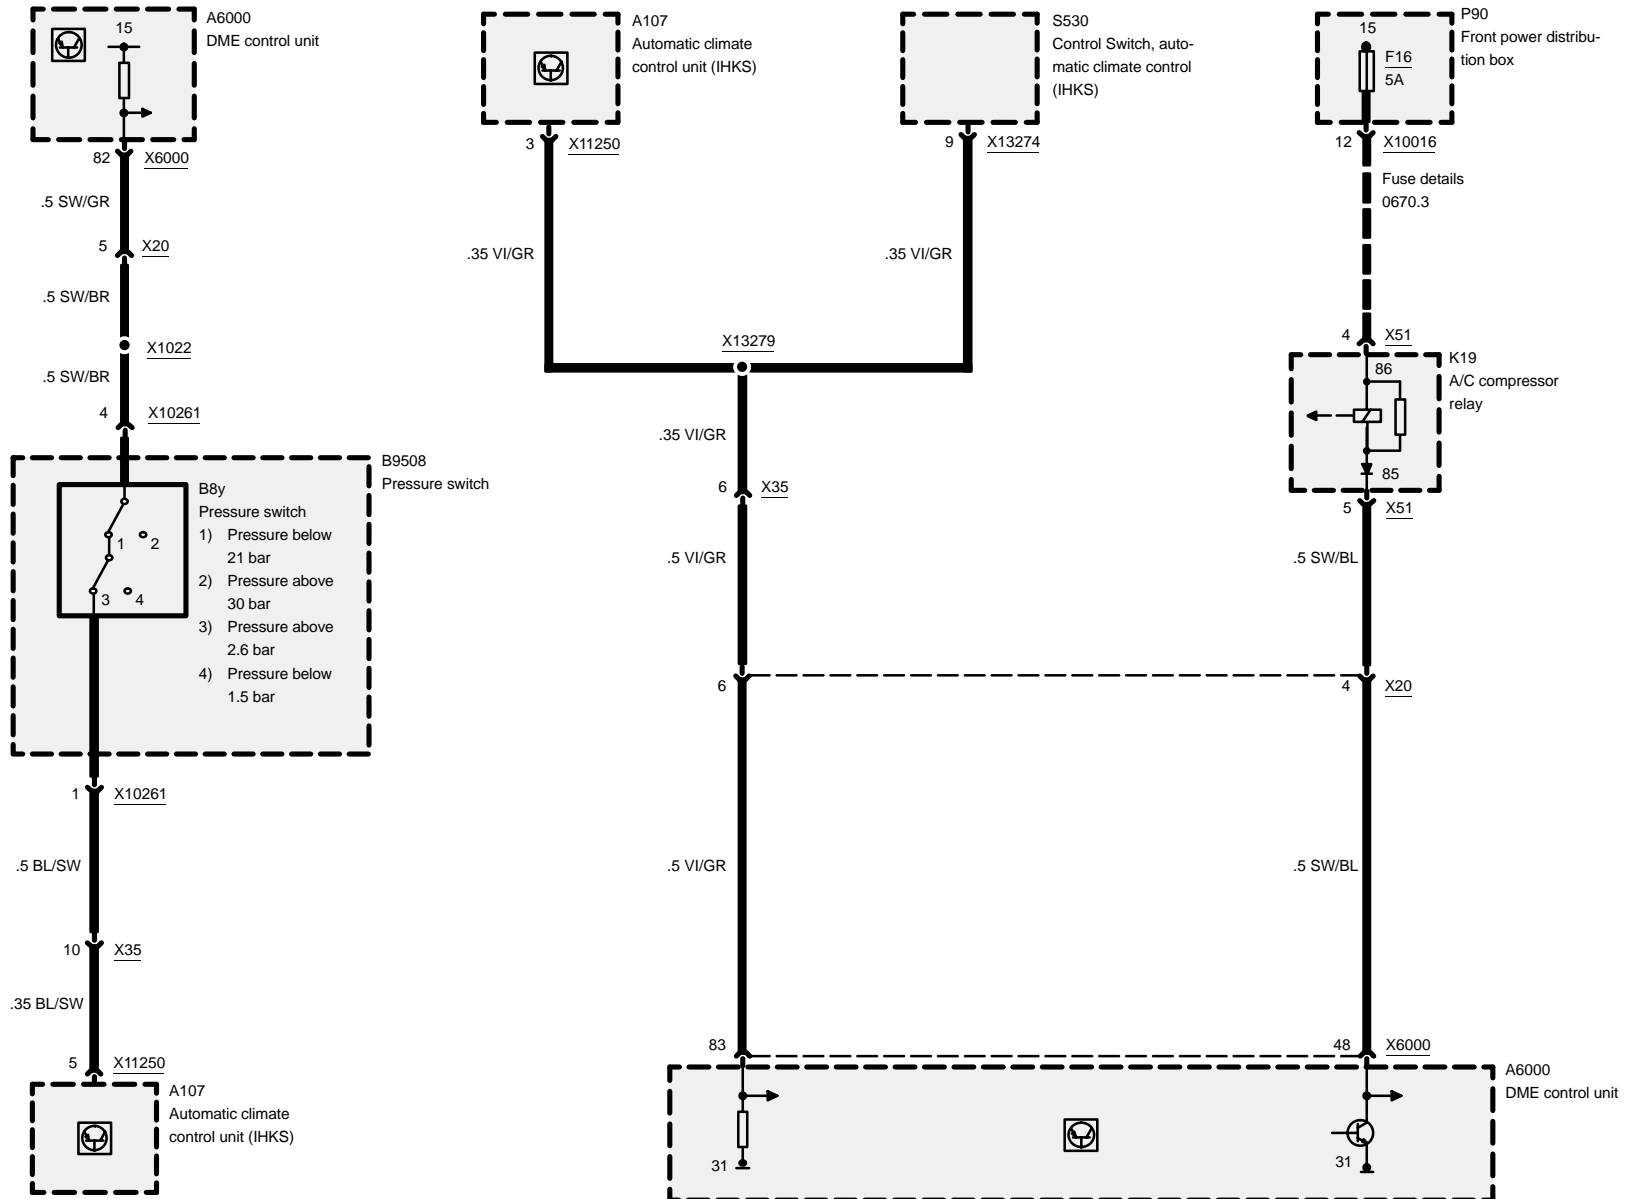 A6000
DME control unit
15
82
X6000
.5 SW/GR
5
X20
.5 SW/BR
X1022
.5 SW/BR
4
X10261
B9508
Pressure switch
B8y
Pressure switch
1) Pressure below
21 bar
2) Pressure above
30 bar
3) Pressure above
2.6 bar
4) Pressure below
1.5 bar
1
2
3
4
1
X10261
.5 BL/SW
10
X35
.35 BL/SW
5
X11250
A107
Automatic climate
control unit (IHKS)
A107
Automatic climate
control unit (IHKS)
3
X11250
.35 VI/GR
S530
Control Switch, auto-
matic climate control
(IHKS)
9
X13274
.35 VI/GR
X13279
.35 VI/GR
6
X35
.5 VI/GR
6
.5 VI/GR
83
P90
Front power distribu-
tion box
15
F16
5A
12
X10016
Fuse details
0670.3
4
X51
K19
A/C compressor
relay
86
85
5
X51
.5 SW/BL
4
X20
.5 SW/BL
48
X6000
A6000
DME control unit
31
31